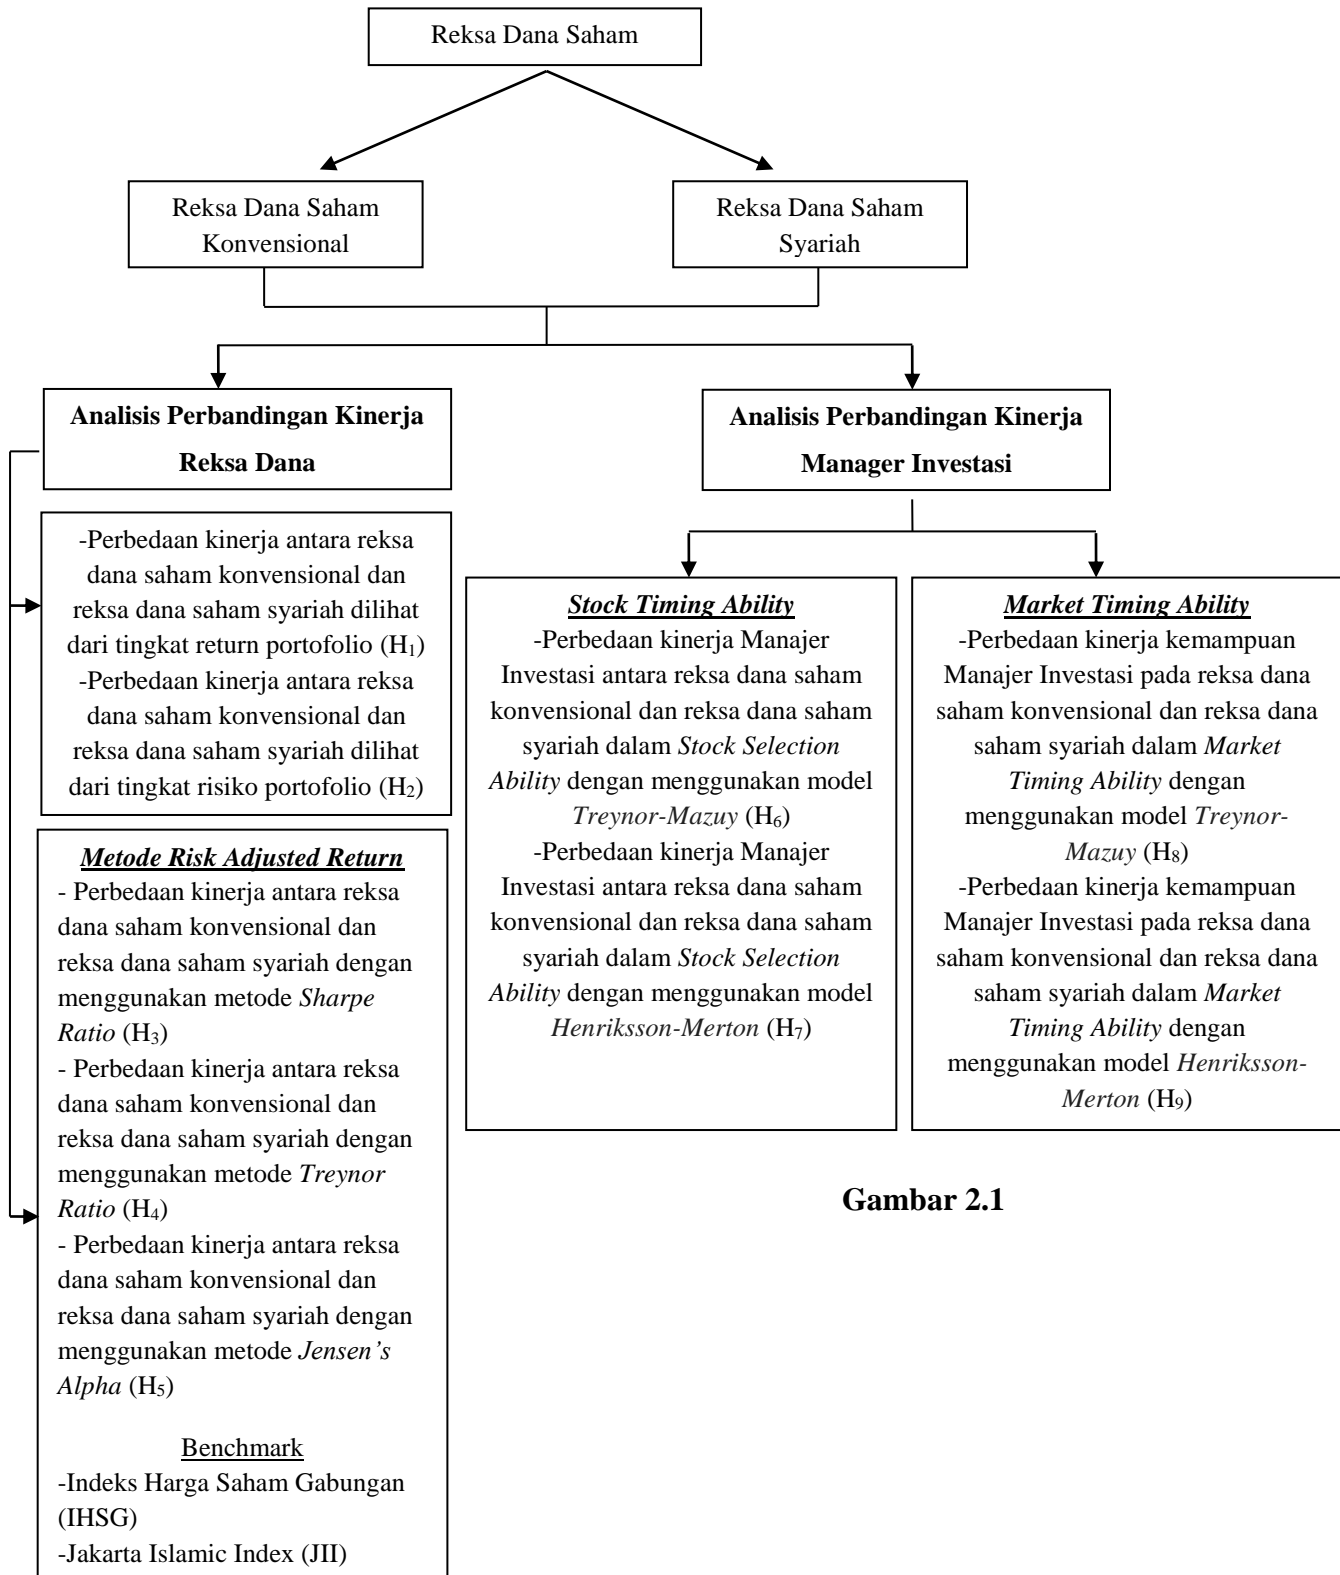 Reksa Dana Saham
Reksa Dana Saham
Konvensional
Reksa Dana Saham
Syariah
Analisis Perbandingan Kinerja
Reksa Dana
Analisis Perbandingan Kinerja
Manager Investasi
-Perbedaan kinerja antara reksa
dana saham konvensional dan
reksa dana saham syariah dilihat
dari tingkat return portofolio (H₁)
-Perbedaan kinerja antara reksa
dana saham konvensional dan
reksa dana saham syariah dilihat
dari tingkat risiko portofolio (H₂)
Metode Risk Adjusted Return
- Perbedaan kinerja antara reksa
dana saham konvensional dan
reksa dana saham syariah dengan
menggunakan metode Sharpe
Ratio (H₃)
- Perbedaan kinerja antara reksa
dana saham konvensional dan
reksa dana saham syariah dengan
menggunakan metode Treynor
Ratio (H₄)
- Perbedaan kinerja antara reksa
dana saham konvensional dan
reksa dana saham syariah dengan
menggunakan metode Jensen’s
Alpha (H₅)
Benchmark
-Indeks Harga Saham Gabungan
(IHSG)
-Jakarta Islamic Index (JII)
Stock Timing Ability
-Perbedaan kinerja Manajer
Investasi antara reksa dana saham
konvensional dan reksa dana saham
syariah dalam Stock Selection
Ability dengan menggunakan model
Treynor-Mazuy (H₆)
-Perbedaan kinerja Manajer
Investasi antara reksa dana saham
konvensional dan reksa dana saham
syariah dalam Stock Selection
Ability dengan menggunakan model
Henriksson-Merton (H₇)
Market Timing Ability
-Perbedaan kinerja kemampuan
Manajer Investasi pada reksa dana
saham konvensional dan reksa dana
saham syariah dalam Market
Timing Ability dengan
menggunakan model Treynor-
Mazuy (H₈)
-Perbedaan kinerja kemampuan
Manajer Investasi pada reksa dana
saham konvensional dan reksa dana
saham syariah dalam Market
Timing Ability dengan
menggunakan model Henriksson-
Merton (H₉)
Gambar 2.1